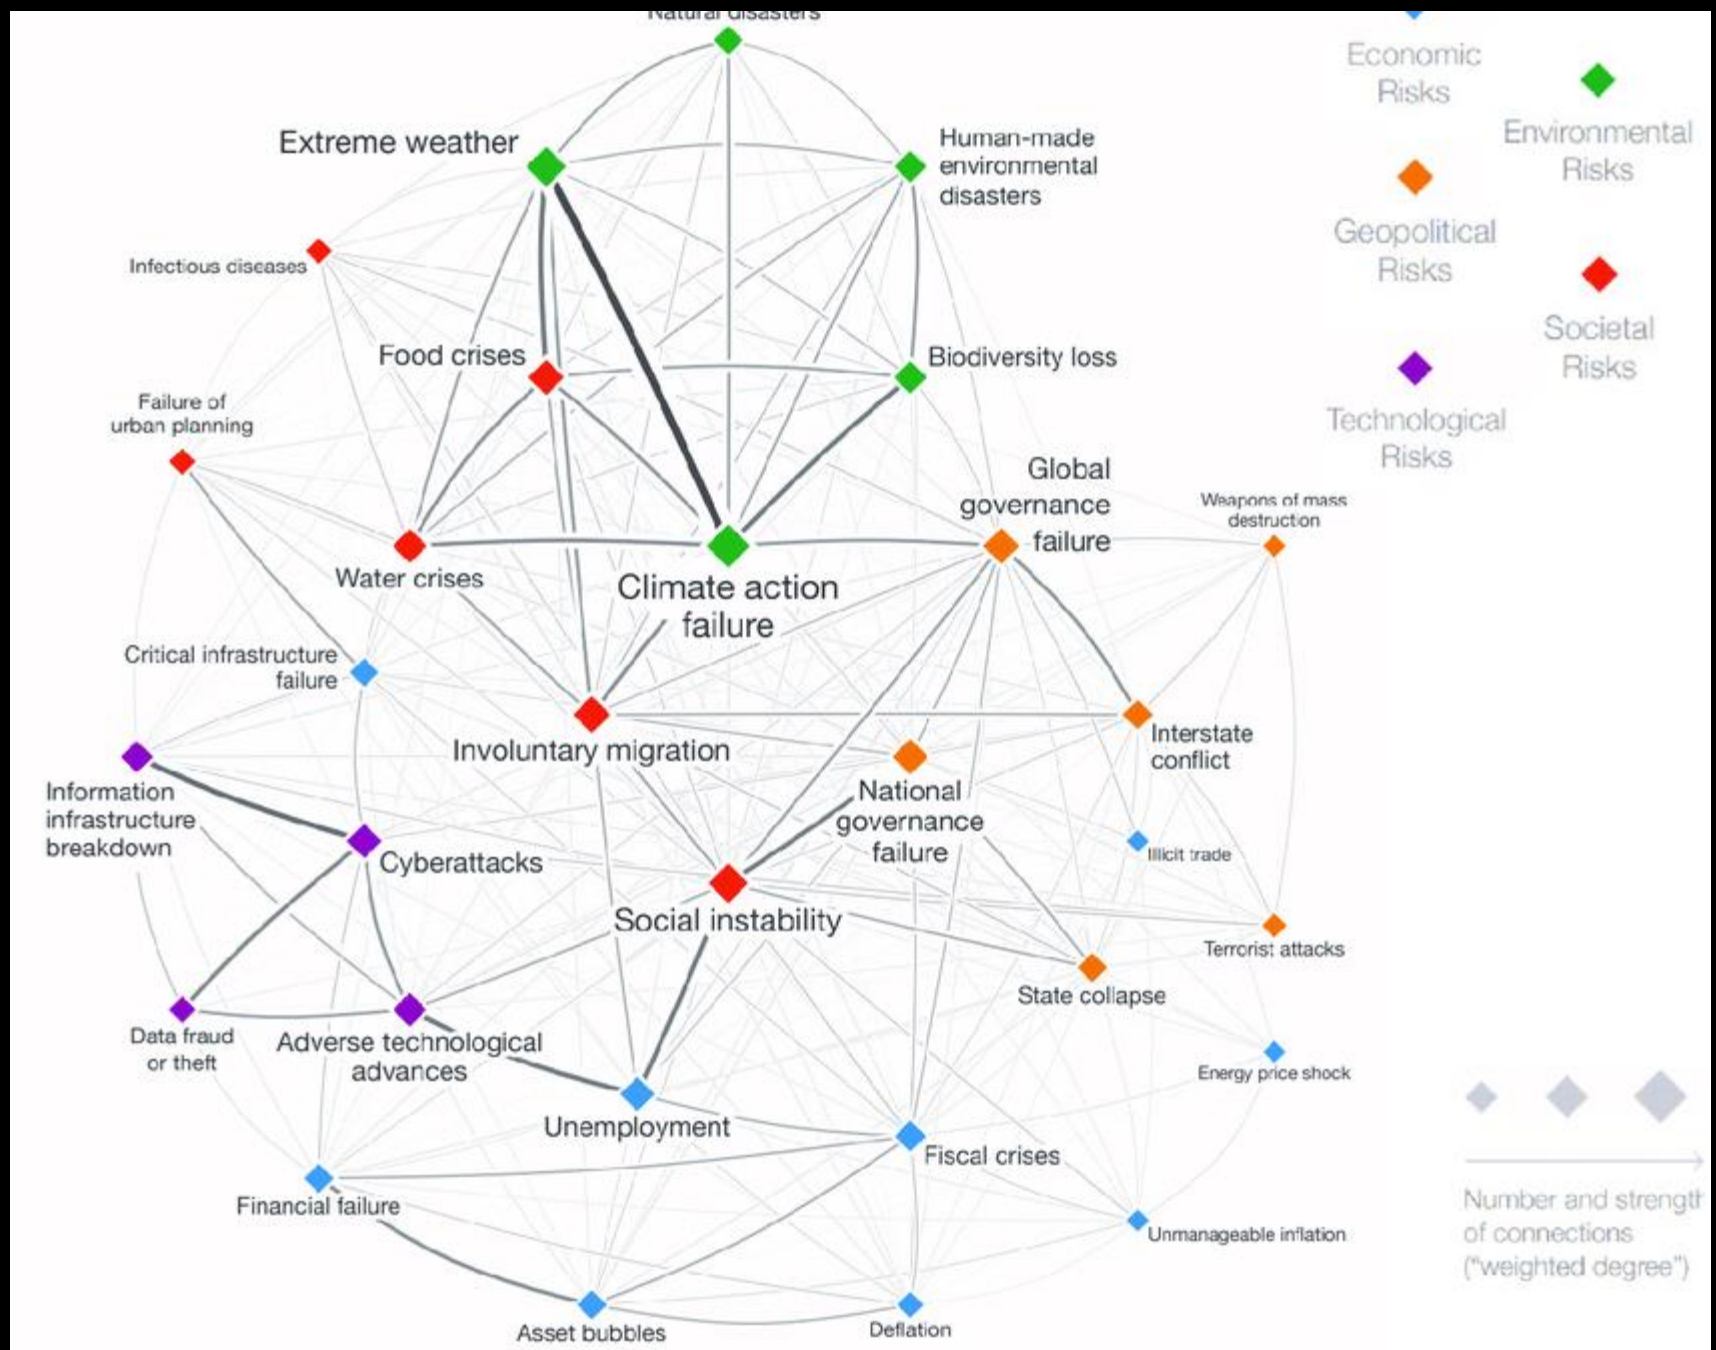 Natural disasters
Extreme weather
Human-made
environmental
disasters
Infectious diseases
Food crises
Biodiversity loss
Failure of
urban planning
Global
governance
failure
Weapons of mass
destruction
Water crises
Climate action
failure
Critical infrastructure
failure
Involuntary migration
Interstate
conflict
Information
infrastructure
breakdown
National
governance
failure
Cyberattacks
Illicit trade
Social instability
Terrorist attacks
State collapse
Data fraud
or theft
Adverse technological
advances
Energy price shock
Unemployment
Fiscal crises
Financial failure
Unmanageable inflation
Asset bubbles
Deflation
Economic
Risks
Environmental
Risks
Geopolitical
Risks
Societal
Risks
Technological
Risks
Number and strength
of connections
("weighted degree")